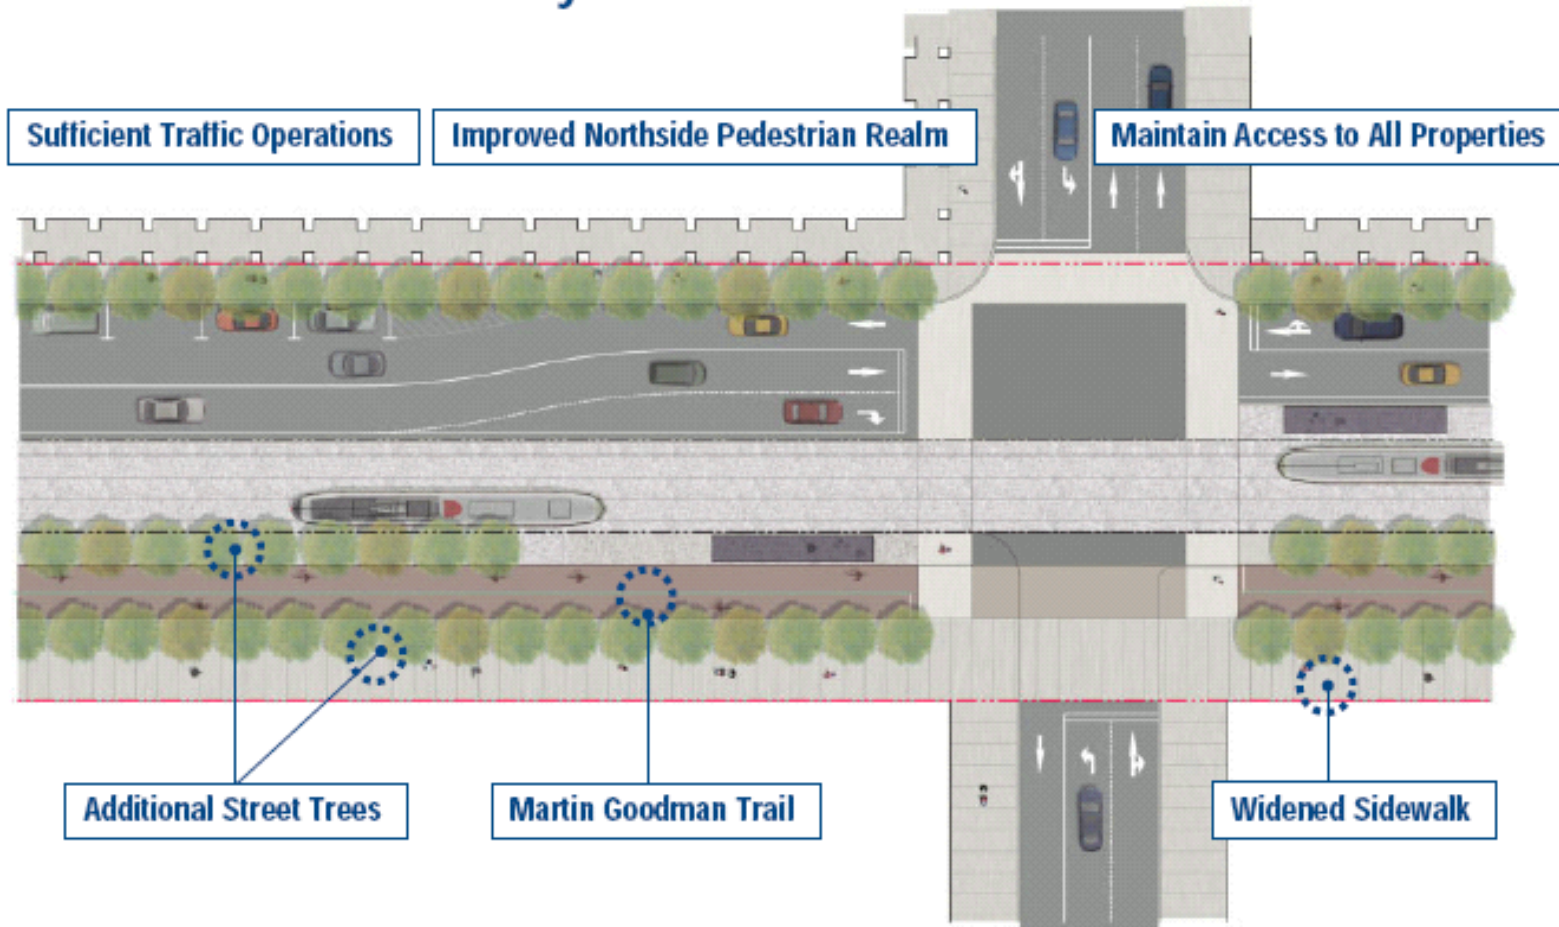 Sufficient Traffic Operations
Improved Northside Pedestrian Realm
Maintain Access to All Properties
Additional Street Trees
Martin Goodman Trail
Widened Sidewalk